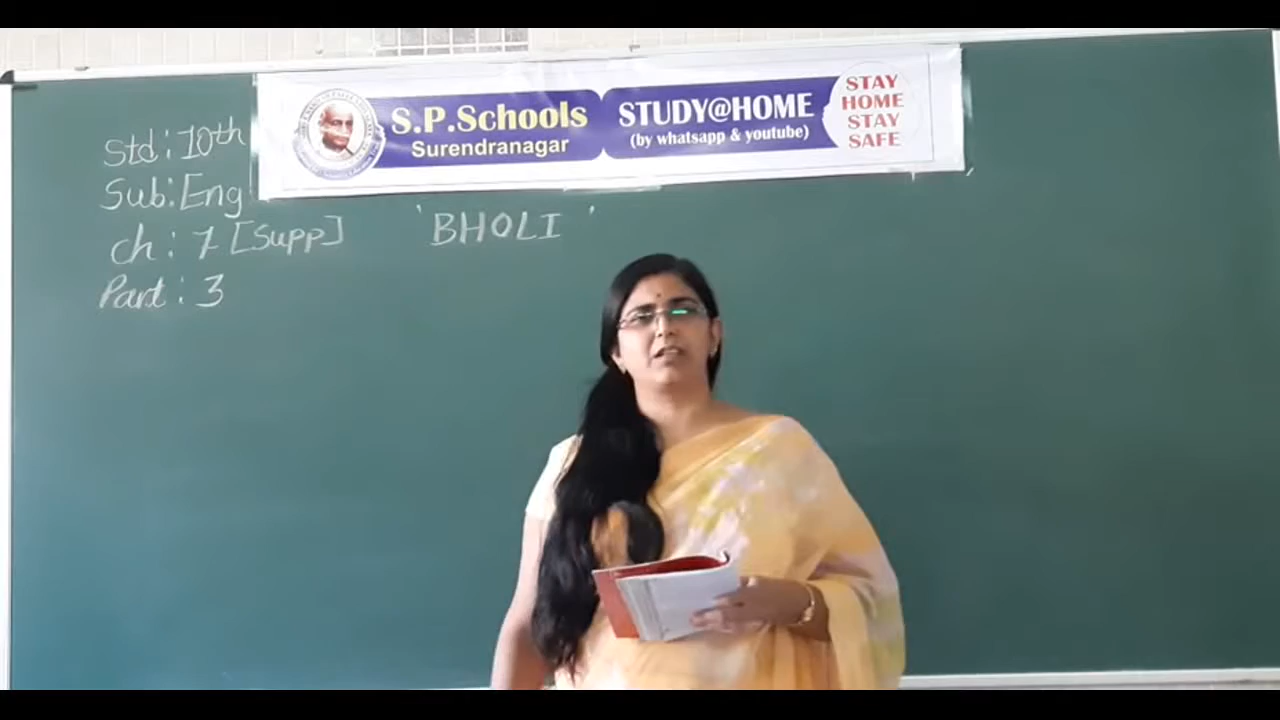 S.P.Schools
Surendranagar
STUDY@HOME
(by whatsapp & youtube)
STAY
HOME
STAY
SAFE
Std: 10th
Sub: Eng
ch: 7 [Supp]
'BHOLI'
Part: 3